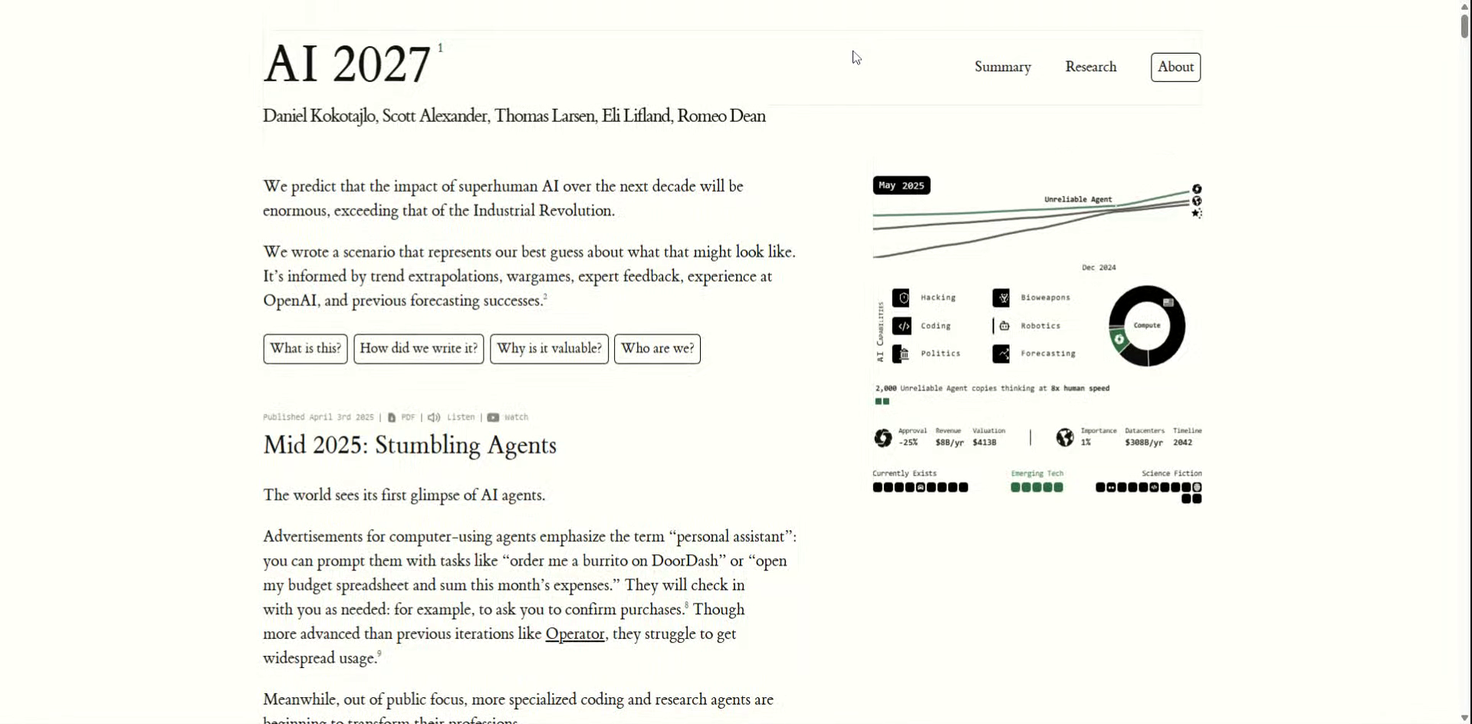 AI 2027 1
Summary
Research
About
Daniel Kokotajlo, Scott Alexander, Thomas Larsen, Eli Lifland, Romeo Dean
We predict that the impact of superhuman AI over the next decade will be
enormous, exceeding that of the Industrial Revolution.
We wrote a scenario that represents our best guess about what that might look like.
It's informed by trend extrapolations, wargames, expert feedback, experience at
OpenAI, and previous forecasting successes.2
What is this?
How did we write it?
Why is it valuable?
Who are we?
Published April 3rd 2025 | PDF | Listen | Watch
Mid 2025: Stumbling Agents
The world sees its first glimpse of AI agents.
Advertisements for computer-using agents emphasize the term “personal assistant”:
you can prompt them with tasks like “order me a burrito on DoorDash” or “open
my budget spreadsheet and sum this month's expenses.” They will check in
with you as needed: for example, to ask you to confirm purchases.8 Though
more advanced than previous iterations like Operator, they struggle to get
widespread usage.9
Meanwhile, out of public focus, more specialized coding and research agents are
beginning to transform their professions.
May 2025
Unreliable Agent
Dec 2024
AI Capabilities
Hacking
Bioweapons
Coding
Robotics
Politics
Forecasting
Compute
2,000 Unreliable Agent copies thinking at 8x human speed
Approval Revenue Valuation
-25% $8B/yr $413B
Importance Datacenters Timeline
1% $308B/yr 2042
Currently Exists
Emerging Tech
Science Fiction